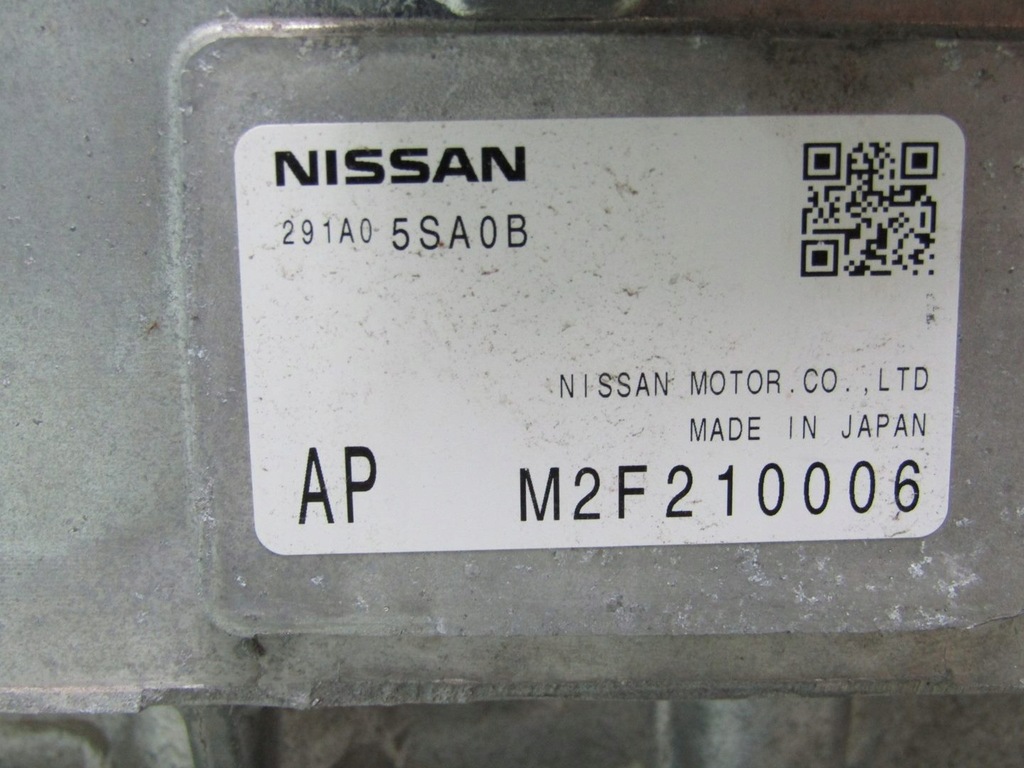 NISSAN
291A0 5SA0B
NISSAN MOTOR.CO.,LTD
MADE IN JAPAN
AP M2F210006